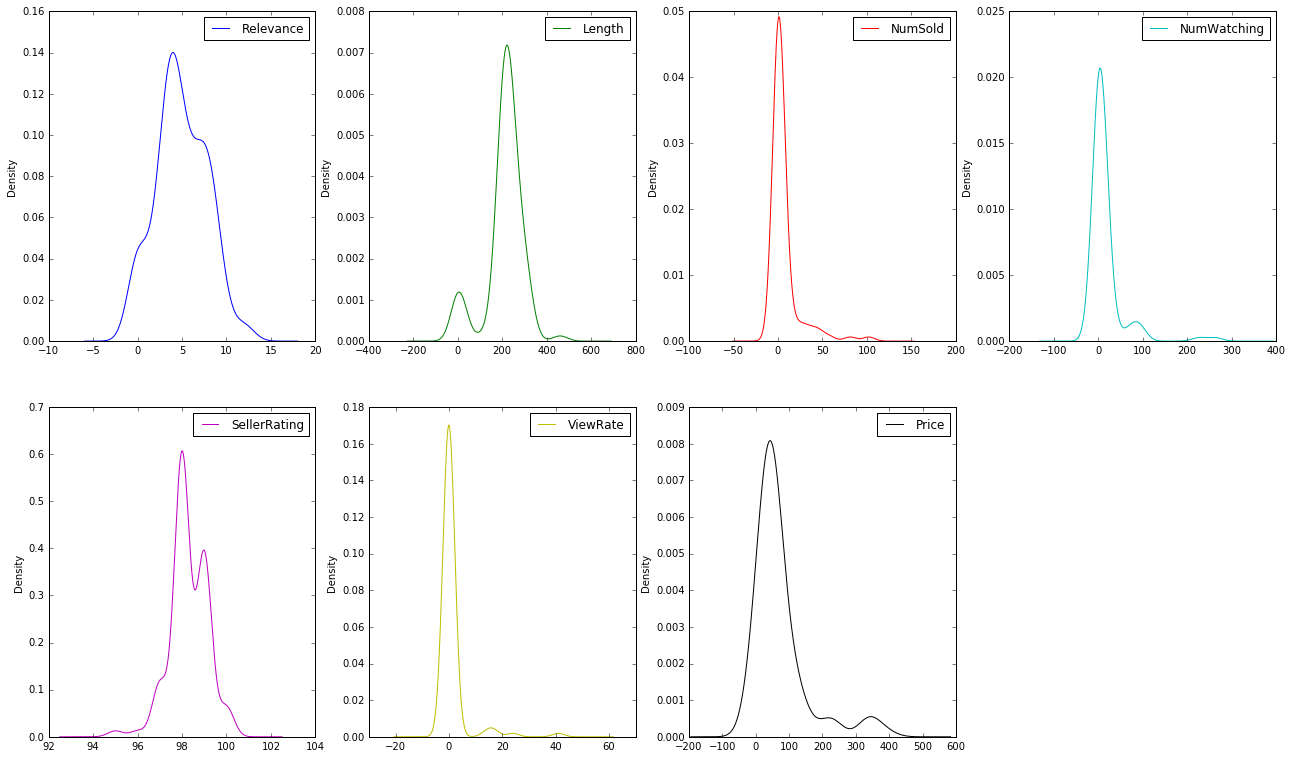 Relevance
Density
0.16
0.14
0.12
0.10
0.08
0.06
0.04
0.02
0.00
−10 −5 0 5 10 15 20
Length
Density
0.008
0.007
0.006
0.005
0.004
0.003
0.002
0.001
0.000
−400 −200 0 200 400 600 800
NumSold
Density
0.05
0.04
0.03
0.02
0.01
0.00
−100 −50 0 50 100 150 200
NumWatching
Density
0.025
0.020
0.015
0.010
0.005
0.000
−200 −100 0 100 200 300 400
SellerRating
Density
0.7
0.6
0.5
0.4
0.3
0.2
0.1
0.0
92 94 96 98 100 102 104
ViewRate
Density
0.18
0.16
0.14
0.12
0.10
0.08
0.06
0.04
0.02
0.00
−20 0 20 40 60
Price
Density
0.009
0.008
0.007
0.006
0.005
0.004
0.003
0.002
0.001
0.000
−200 −100 0 100 200 300 400 500 600